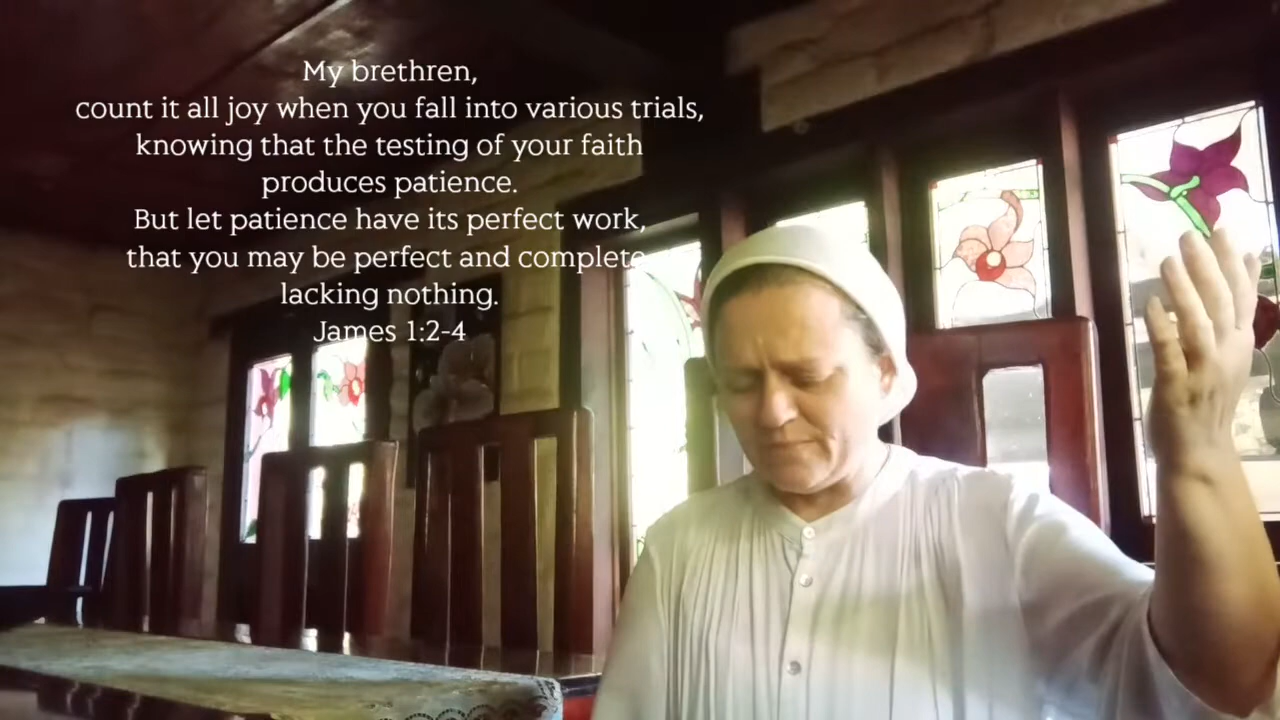 My brethren,
count it all joy when you fall into various trials,
knowing that the testing of your faith
produces patience.
But let patience have its perfect work,
that you may be perfect and complete
lacking nothing.
James 1:2-4